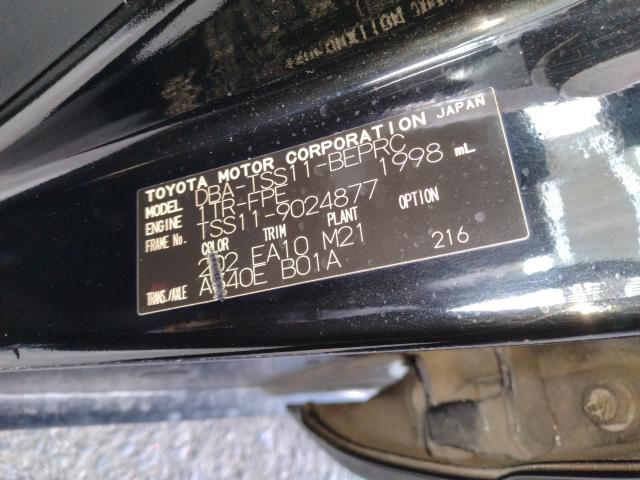 TOYOTA MOTOR CORPORATION JAPAN
MODEL DBA-TSS11-BEPRC
ENGINE 1TR-FPE 1998 mL
FRAME No. TSS11-9024877
COLOR TRIM PLANT OPTION
202 EA10 M21 216
TRANS./AXLE A340E B01A